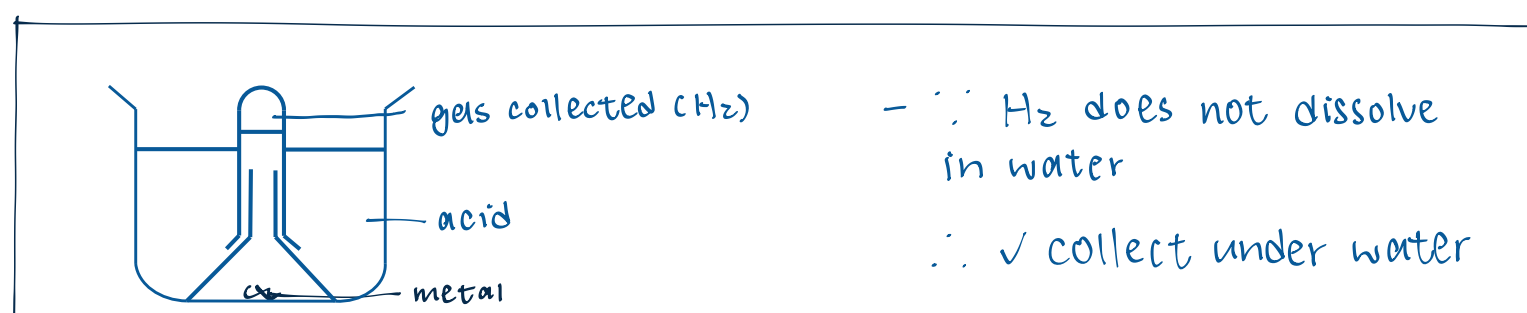 gas collected (H₂)
acid
metal
- ∵ H₂ does not dissolve
in water
∴ ✓ collect under water